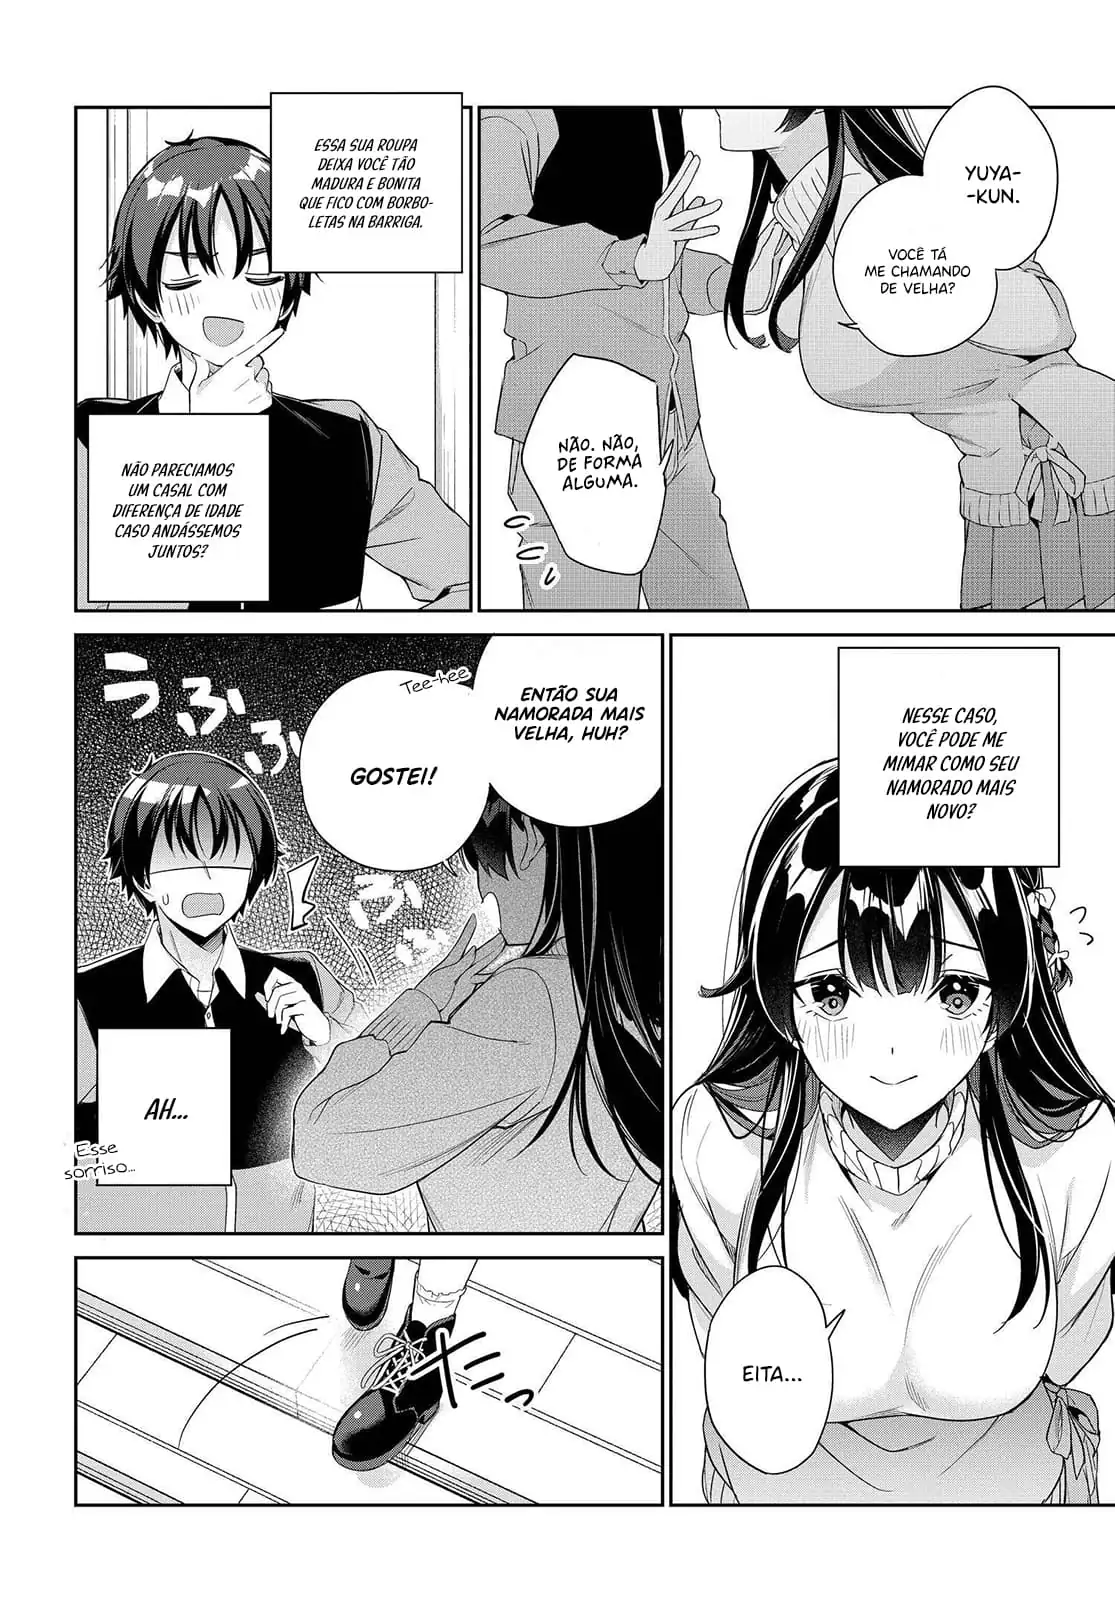 YUYA-
-KUN.
VOCÊ TÁ
ME CHAMANDO
DE VELHA?
NÃO. NÃO,
DE FORMA
ALGUMA.
ESSA SUA ROUPA
DEIXA VOCÊ TÃO
MADURA E BONITA
QUE FICO COM BORBO-
LETAS NA BARRIGA.
NÃO PARECIAMOS
UM CASAL COM
DIFERENÇA DE IDADE
CASO ANDÁSSEMOS
JUNTOS?
NESSE CASO,
VOCÊ PODE ME
MIMAR COMO SEU
NAMORADO MAIS
NOVO?
EITA...
ENTÃO SUA
NAMORADA MAIS
VELHA, HUH?
Tee-hee
GOSTEI!
うふふ
うふふ
AH...
Esse
sorriso...